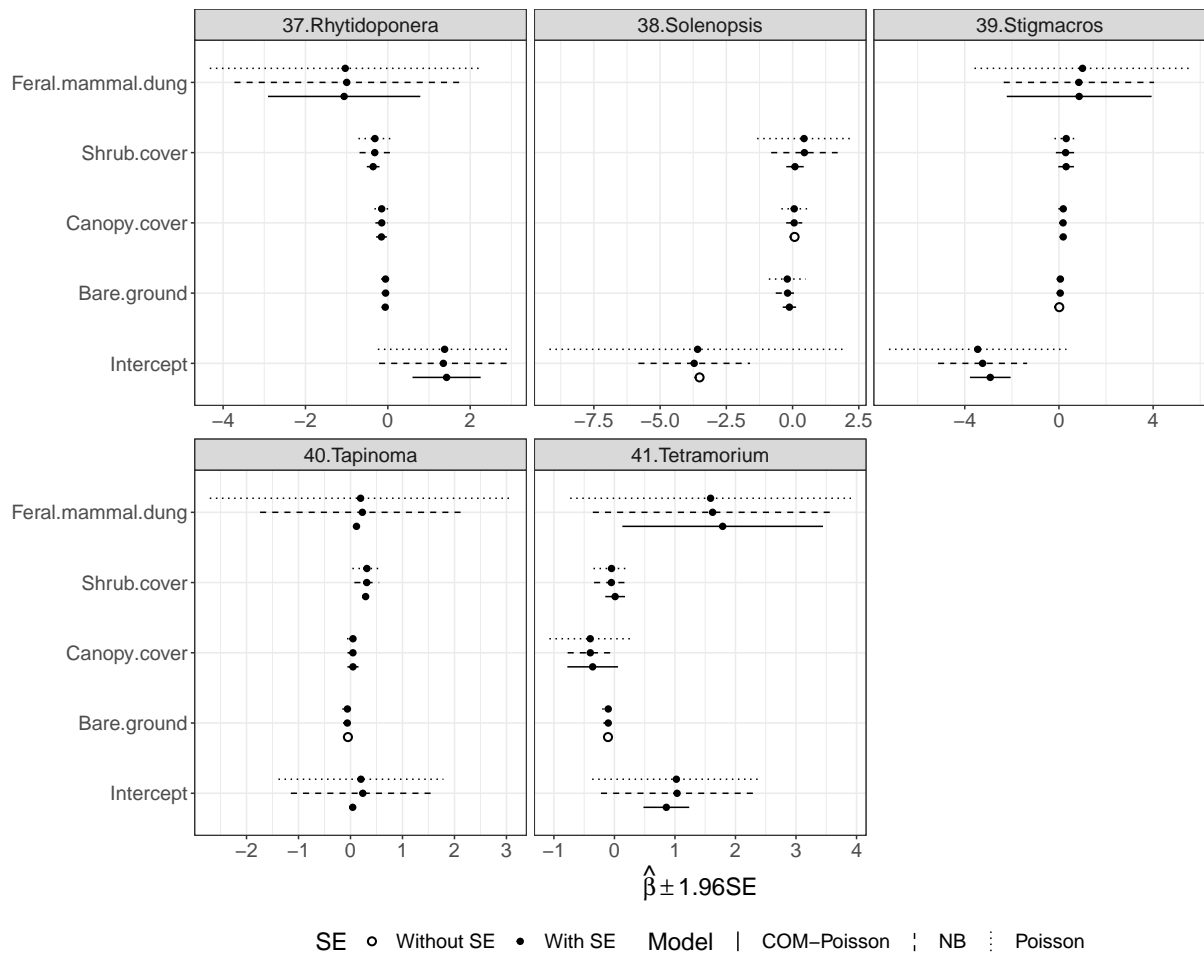 37.Rhytidoponera 38.Solenopsis 39.Stigmacros
Feral.mammal.dung
Shrub.cover
Canopy.cover
Bare.ground
Intercept
−4 −2 0 2 −7.5 −5.0 −2.5 0.0 2.5 −4 0 4
40.Tapinoma 41.Tetramorium
Feral.mammal.dung
Shrub.cover
Canopy.cover
Bare.ground
Intercept
−2 −1 0 1 2 3 −1 0 1 2 3 4
β̂ ± 1.96SE
SE Without SE With SE Model COM−Poisson NB Poisson